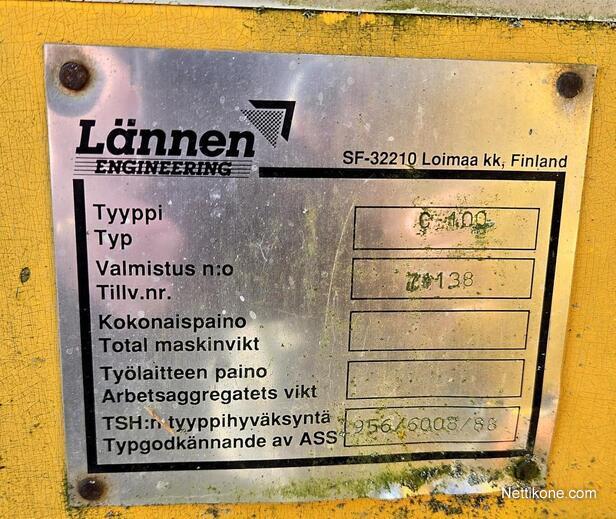 Lännen
ENGINEERING
SF-32210 Loimaa kk, Finland
Tyyppi
Typ
C-100
Valmistus n:o
Tillv.nr.
Kokonaispaino
Total maskinvikt
Työlaitteen paino
Arbetsaggregatets vikt
TSH:n tyyppihyväksyntä
Typgodkännande av ASS
956/6008/88
Nettikone.com